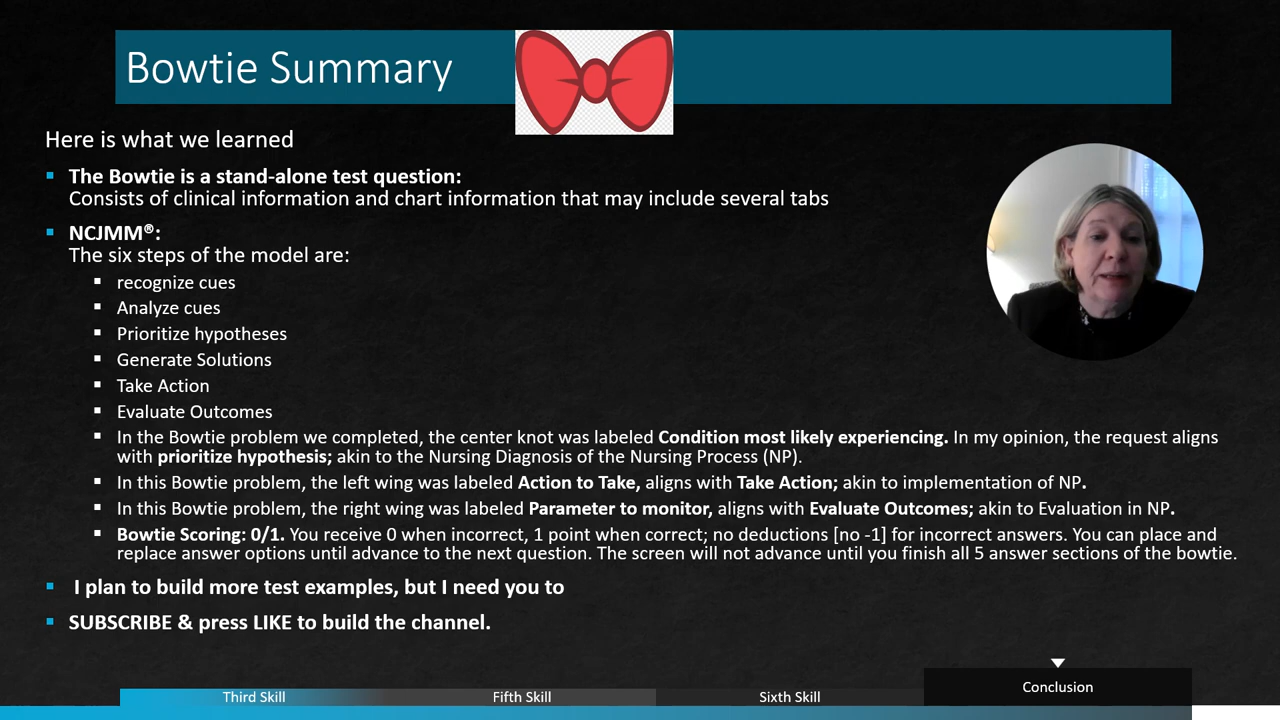 Bowtie Summary
Here is what we learned
The Bowtie is a stand-alone test question:
Consists of clinical information and chart information that may include several tabs
NCJMM®:
The six steps of the model are:
recognize cues
Analyze cues
Prioritize hypotheses
Generate Solutions
Take Action
Evaluate Outcomes
In the Bowtie problem we completed, the center knot was labeled Condition most likely experiencing. In my opinion, the request aligns
with prioritize hypothesis; akin to the Nursing Diagnosis of the Nursing Process (NP).
In this Bowtie problem, the left wing was labeled Action to Take, aligns with Take Action; akin to implementation of NP.
In this Bowtie problem, the right wing was labeled Parameter to monitor, aligns with Evaluate Outcomes; akin to Evaluation in NP.
Bowtie Scoring: 0/1. You receive 0 when incorrect, 1 point when correct; no deductions [no -1] for incorrect answers. You can place and
replace answer options until advance to the next question. The screen will not advance until you finish all 5 answer sections of the bowtie.
I plan to build more test examples, but I need you to
SUBSCRIBE & press LIKE to build the channel.
Third Skill
Fifth Skill
Sixth Skill
Conclusion